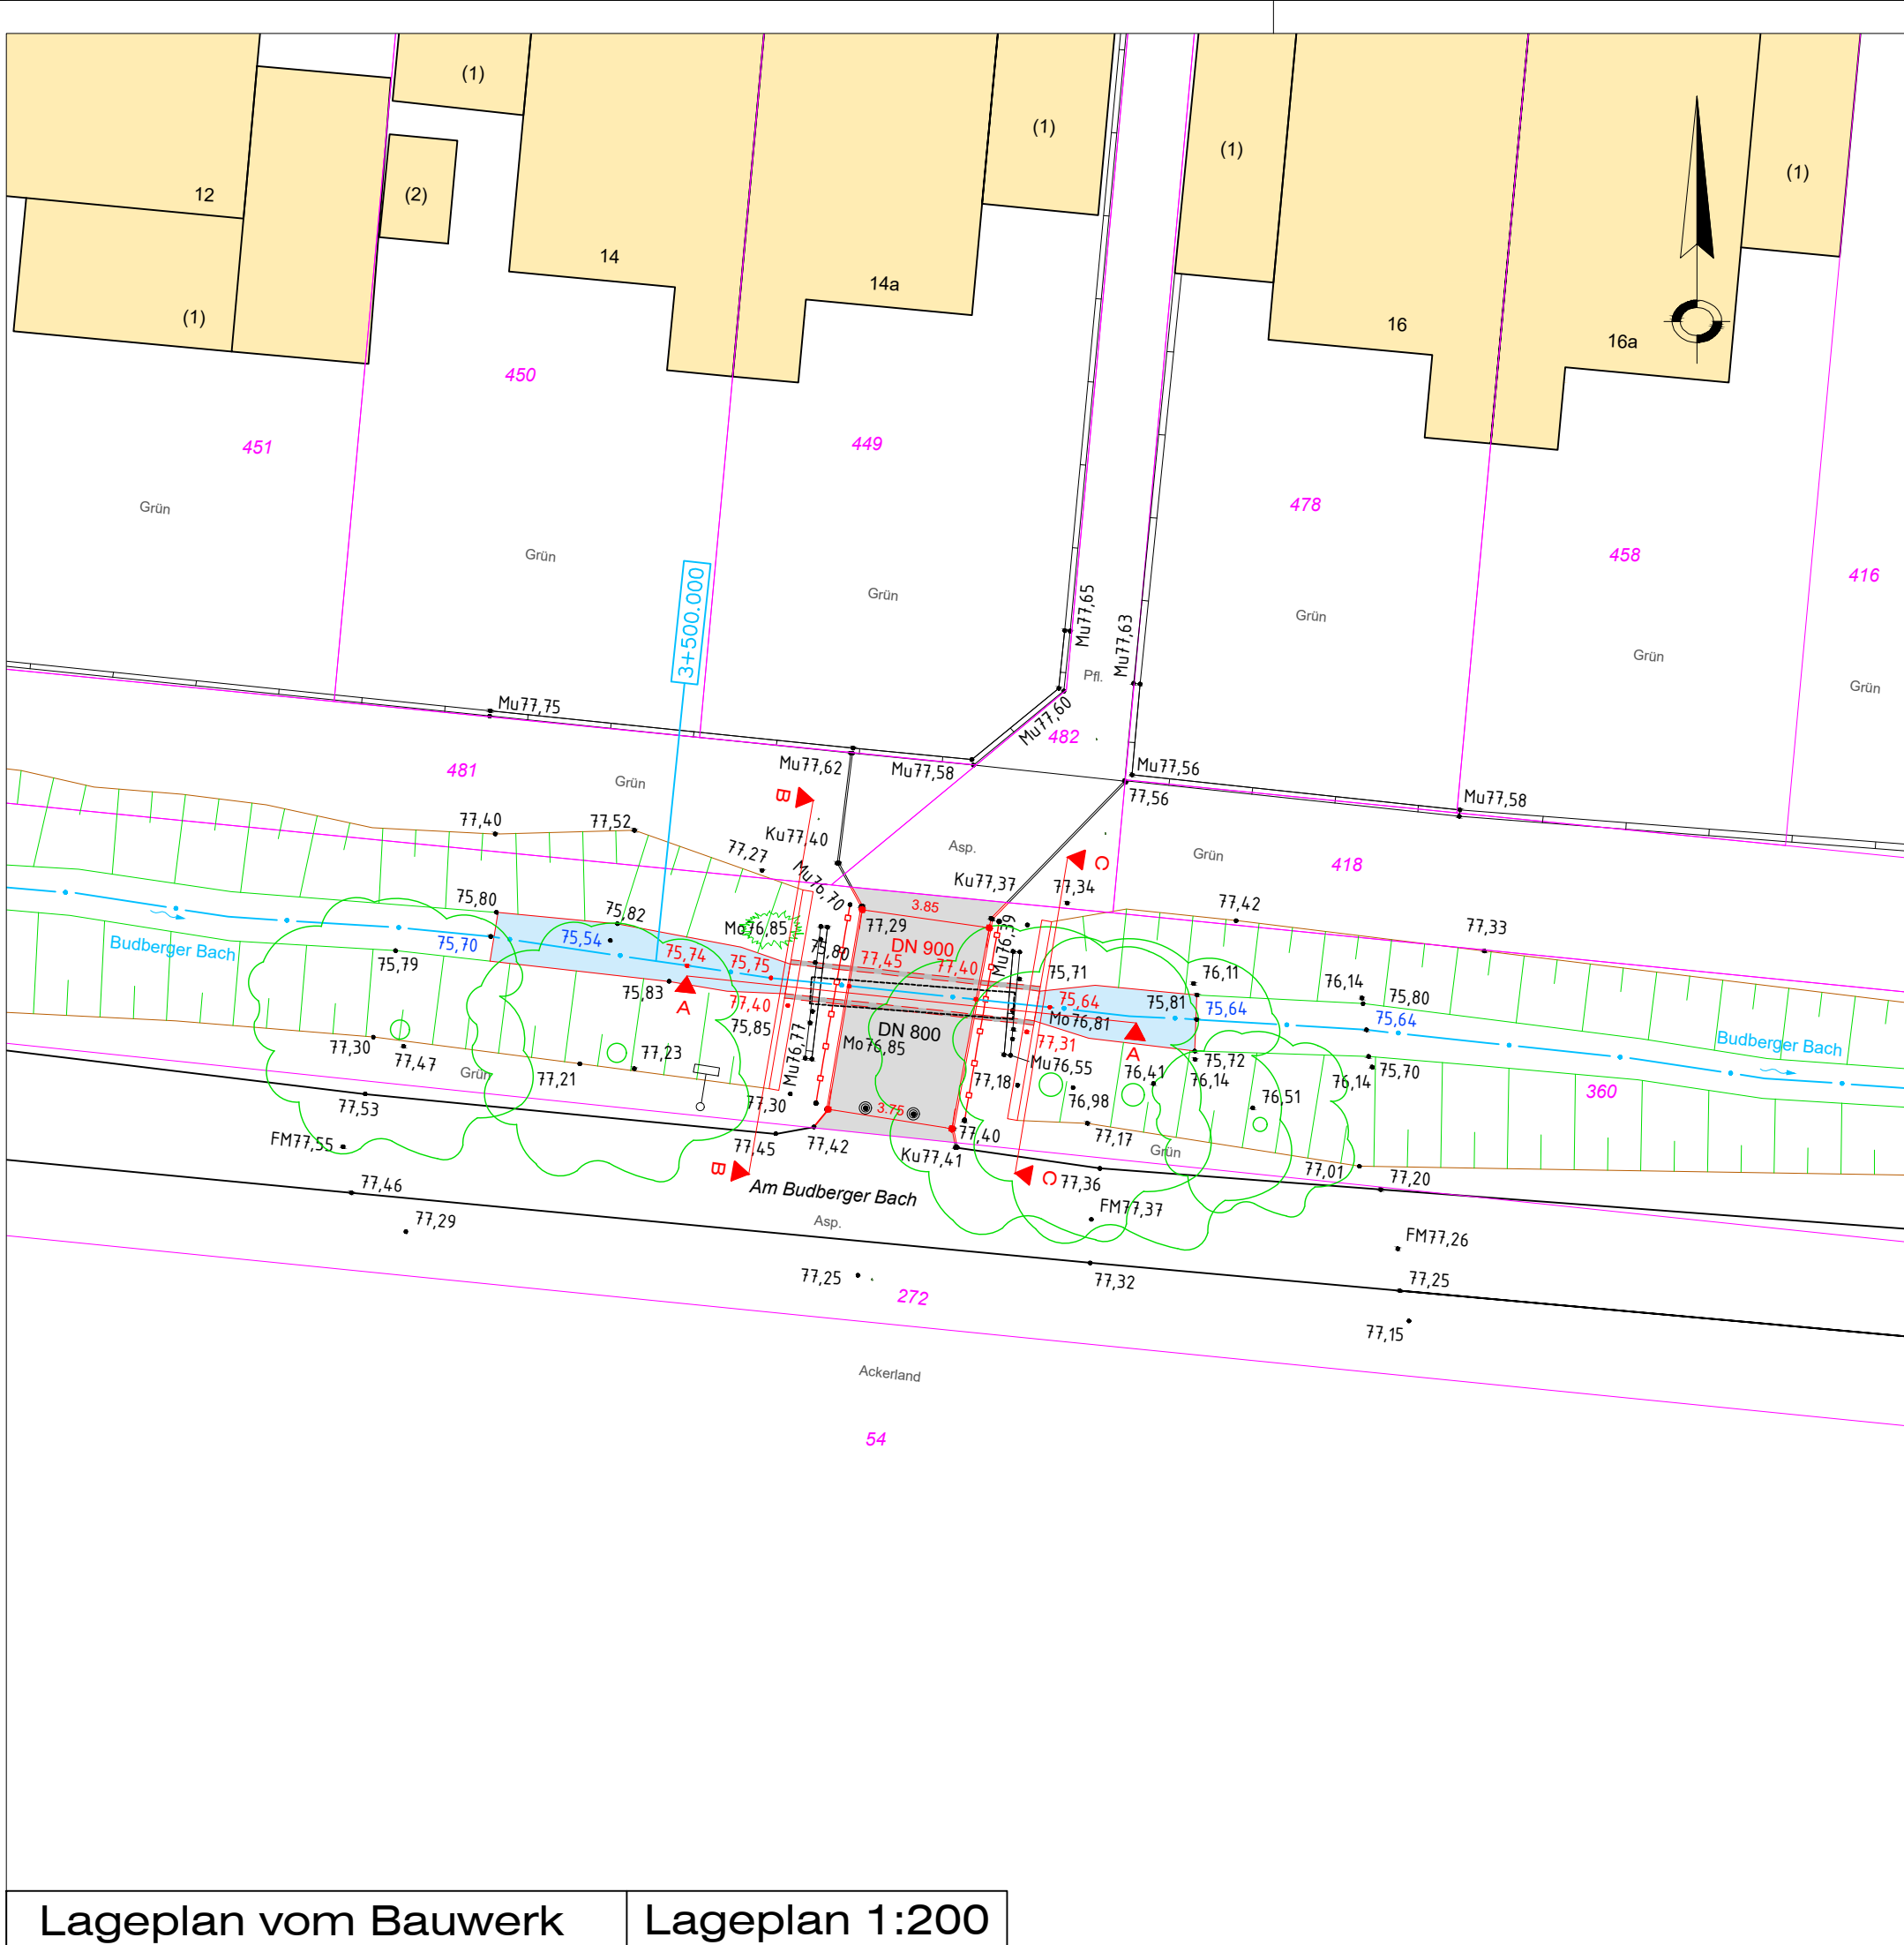 (1)
(1)
(1)
(1)
12
(2)
14
14a
(1)
16
16a
450
451
449
478
458
416
Grün
Grün
Grün
Grün
Grün
Grün
3+500.000
Mu77,65
Mu77,63
Pfl.
Mu77,75
Mu77,60
482
Mu77,62
Mu77,58
Mu77,56
77,56
Mu77,58
481
Grün
B
77,40
77,52
Ku77,40
77,27
Asp.
Grün
418
C
Mu76,70
Ku77,37
77,34
77,42
77,33
75,80
75,82
3.85
77,29
Mu76,39
Mo76,85
DN 900
Budberger Bach
75,70
75,54
75,80
77,45
77,40
75,79
75,74
75,75
75,71
76,11
76,14
75,80
75,83
A
77,40
75,64
75,81
75,64
75,64
75,85
Mu76,77
DN 800
Mo76,85
Mo76,81
77,31
A
Budberger Bach
77,30
77,47
77,21
77,23
Mu76,55
75,72
76,14
75,70
76,14
Grün
77,18
76,41
76,98
76,51
360
77,53
77,30
3.75
77,40
77,17
FM77,55
77,45
77,42
Ku77,41
Grün
77,01
77,20
B
C
77,36
77,46
Am Budberger Bach
77,29
Asp.
FM77,37
FM77,26
77,25
272
77,32
77,25
77,15
Ackerland
54
Lageplan vom Bauwerk
Lageplan 1:200